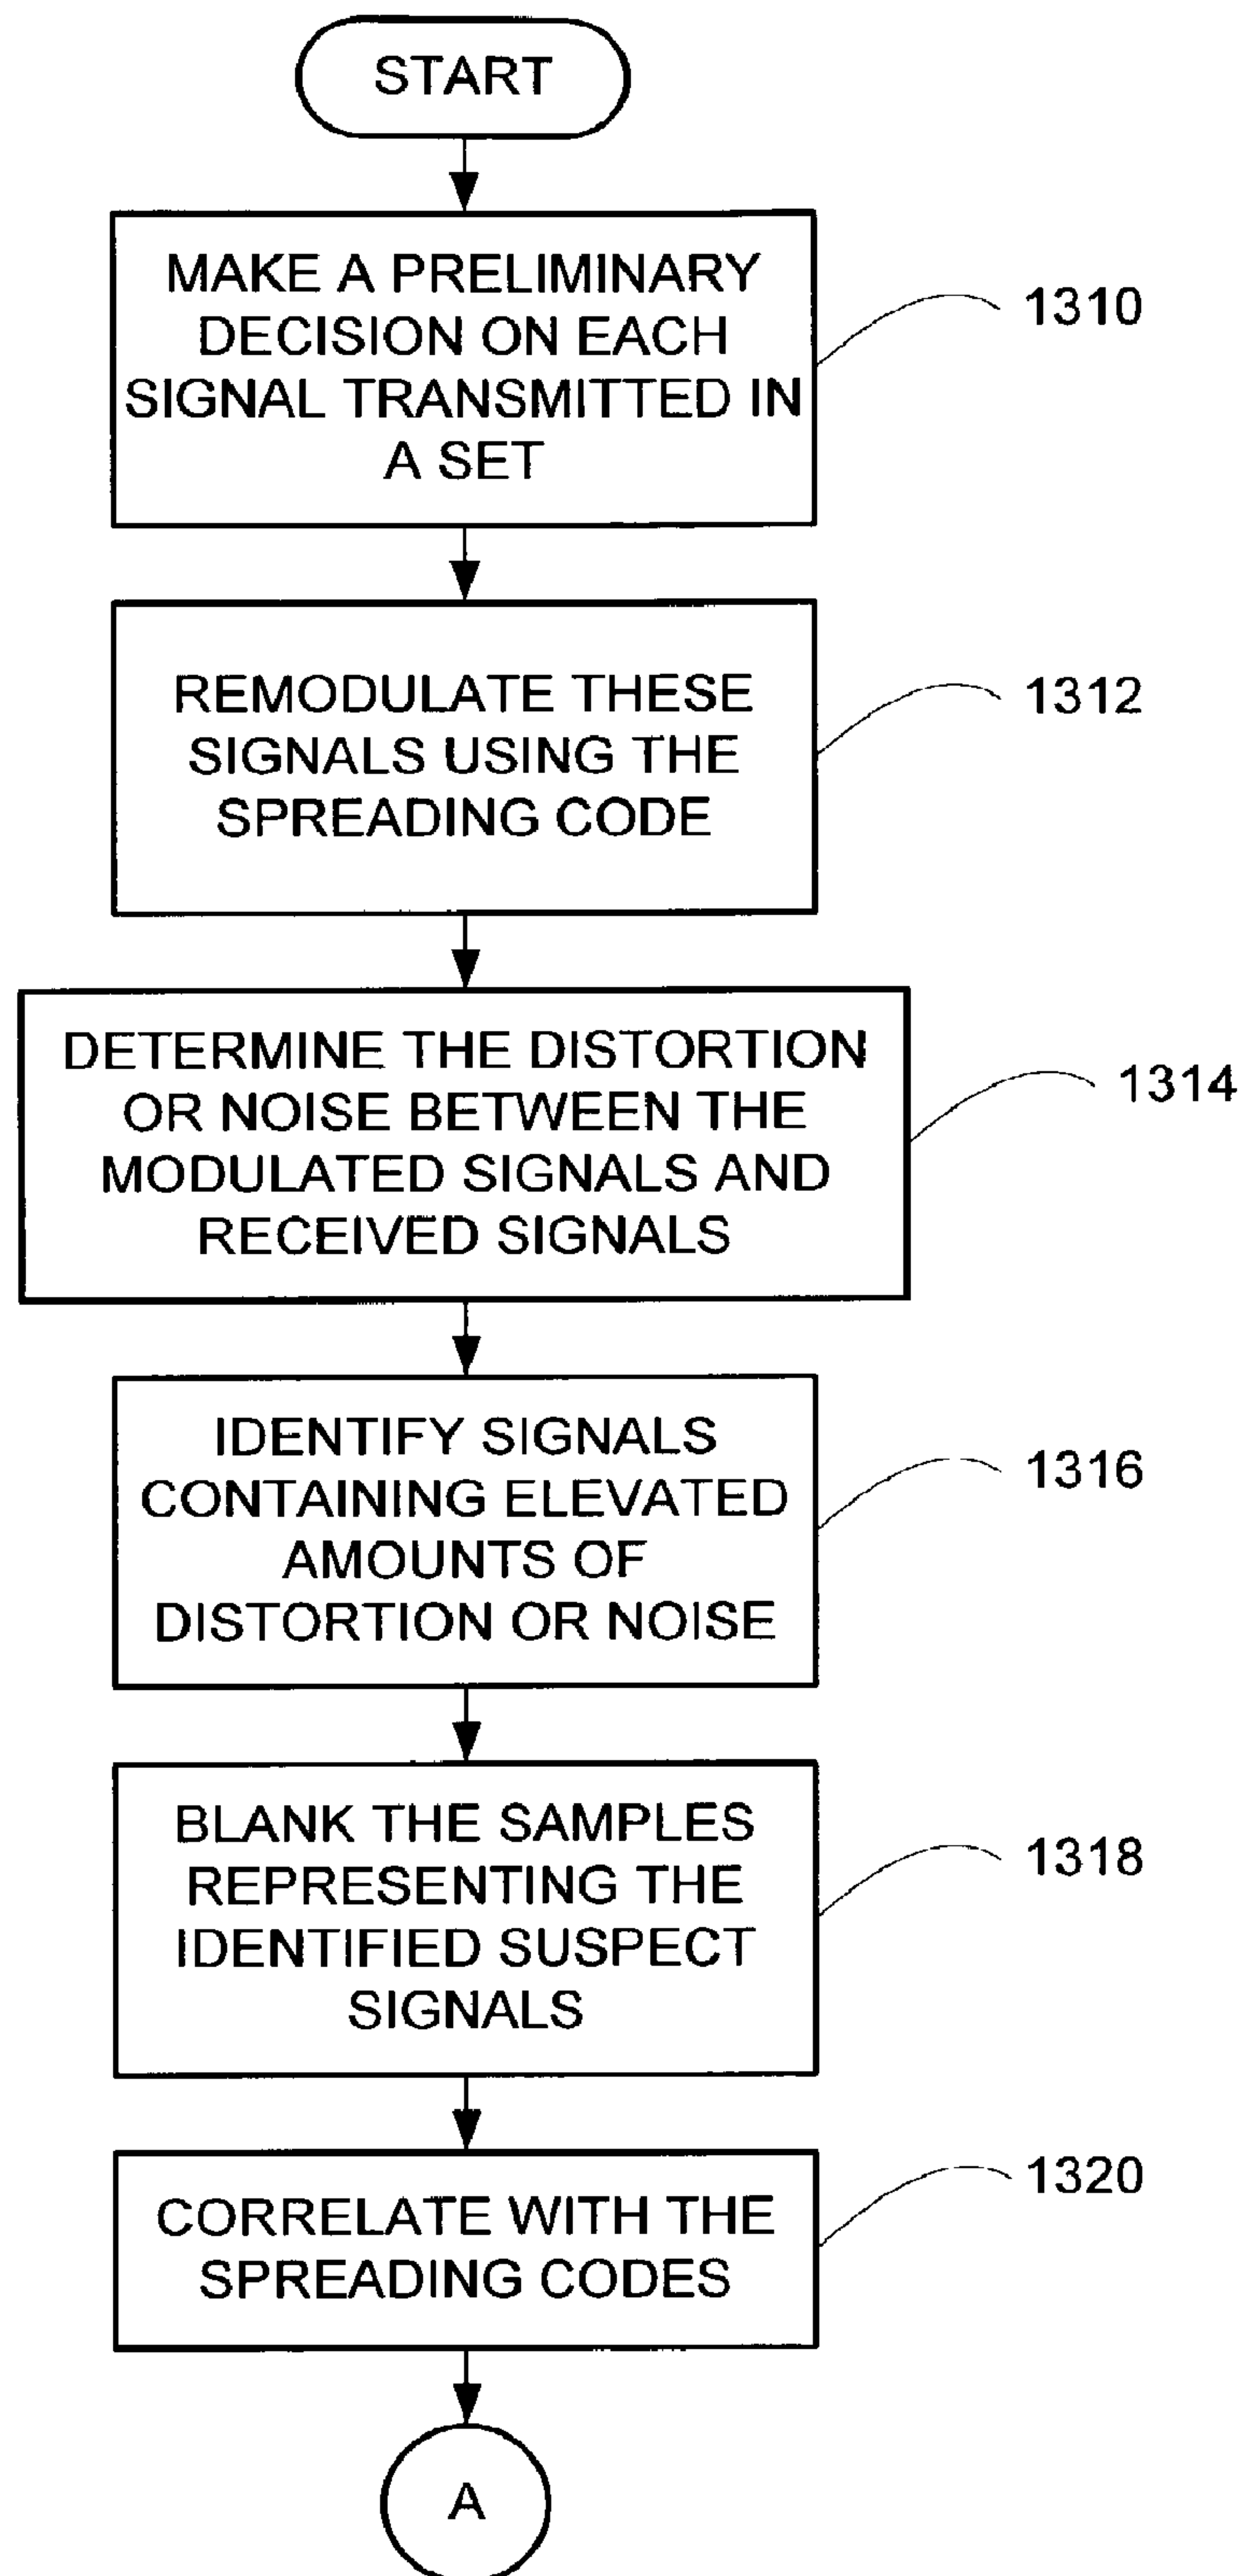 START
MAKE A PRELIMINARY
DECISION ON EACH
SIGNAL TRANSMITTED IN
A SET
1310
REMODULATE THESE
SIGNALS USING THE
SPREADING CODE
1312
DETERMINE THE DISTORTION
OR NOISE BETWEEN THE
MODULATED SIGNALS AND
RECEIVED SIGNALS
1314
IDENTIFY SIGNALS
CONTAINING ELEVATED
AMOUNTS OF
DISTORTION OR NOISE
1316
BLANK THE SAMPLES
REPRESENTING THE
IDENTIFIED SUSPECT
SIGNALS
1318
CORRELATE WITH THE
SPREADING CODES
1320
A